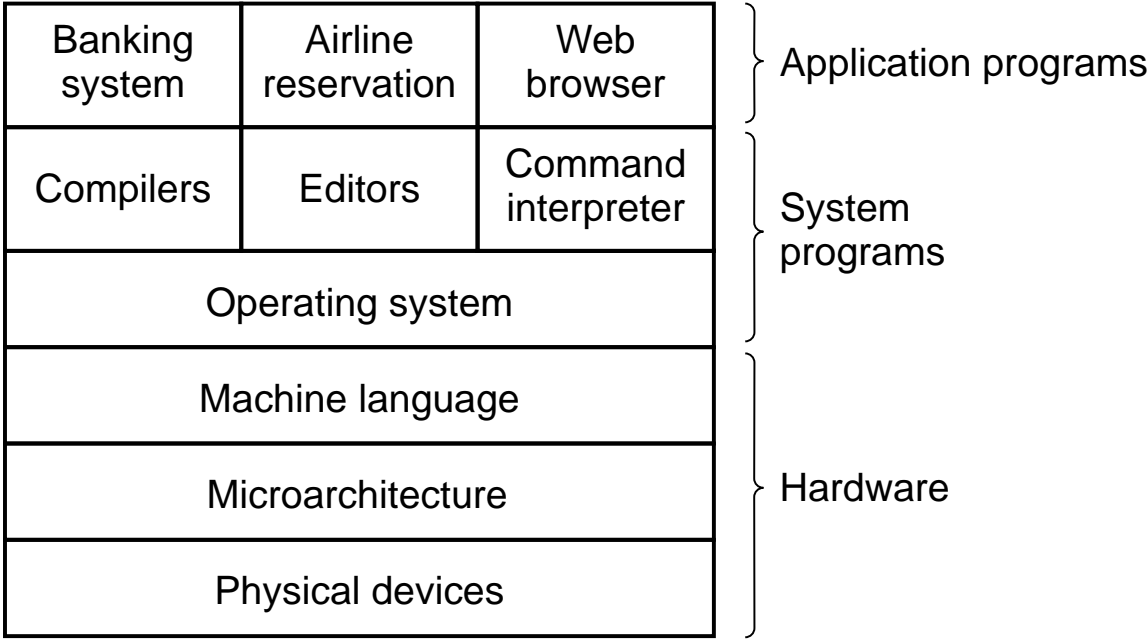 Banking
system
Airline
reservation
Web
browser
Application programs
Compilers
Editors
Command
interpreter
System
programs
Operating system
Machine language
Microarchitecture
Hardware
Physical devices